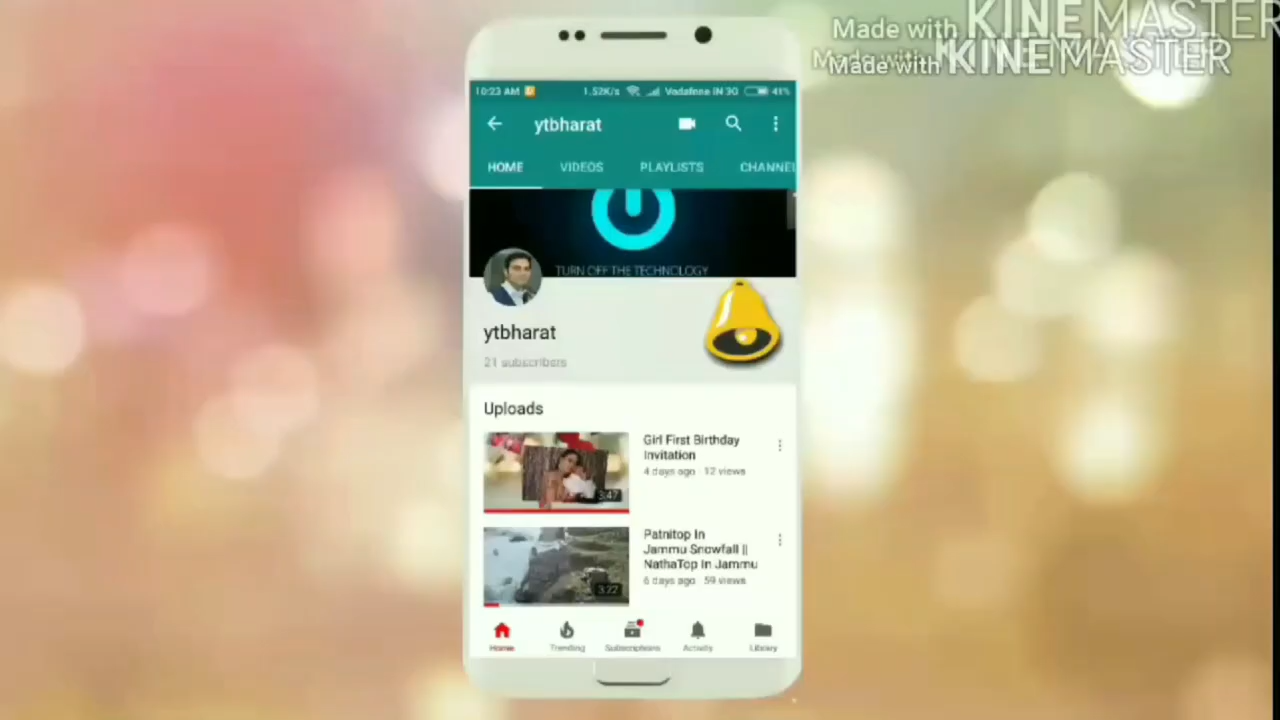 Made with KINEMASTER
Made with
Made with KINEMASTER
10:23 AM 1.52K/s Vodafone IN 3G 41%
ytbharat
HOME VIDEOS PLAYLISTS CHANNEL
TURN OFF THE TECHNOLOGY
ytbharat
21 subscribers
Uploads
Girl First Birthday
Invitation
4 days ago · 12 views
3:47
Patnitop In
Jammu Snowfall ||
NathaTop In Jammu
6 days ago · 59 views
3:22
Home Trending Subscriptions Activity Library